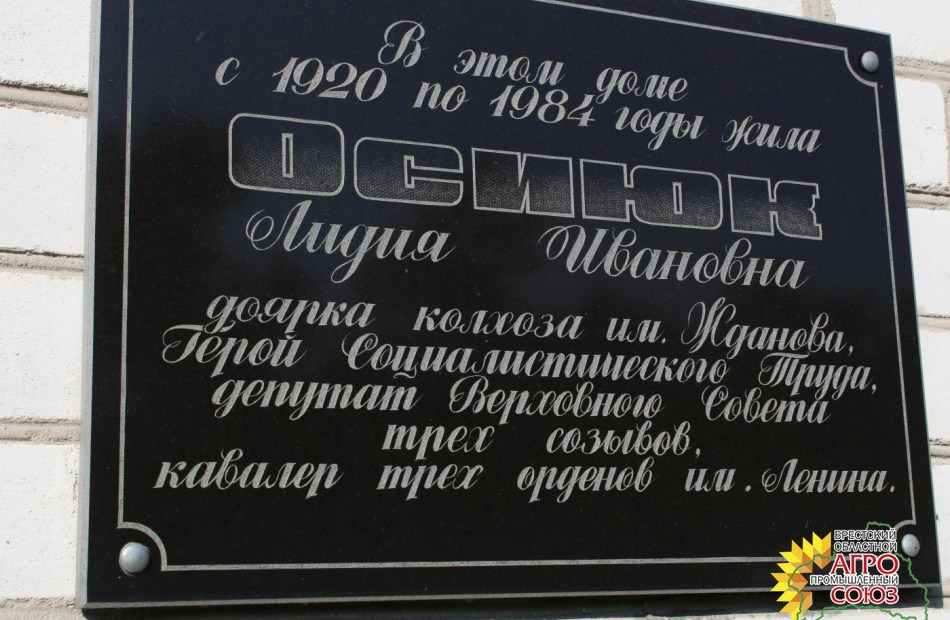 В этом доме
с 1920 по 1984 годы жила
ОСИЮК
Лидия Ивановна
доярка колхоза им. Жданова,
Герой Социалистического Труда,
депутат Верховного Совета
трех созывов,
кавалер трех орденов им. Ленина.
БРЕСТСКИЙ
ОБЛАСТНОЙ
АГРО
ПРОМЫШЛЕННЫЙ
СОЮЗ